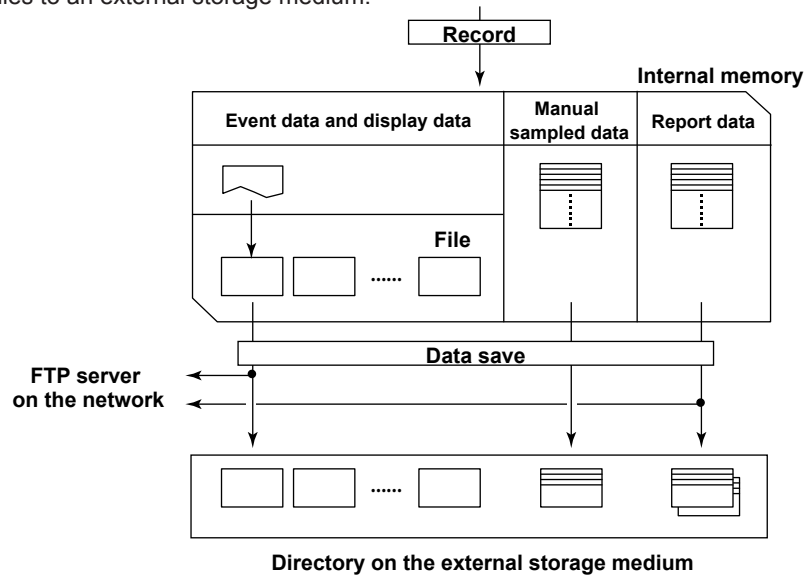 to an external storage medium.
Record
Internal memory
Event data and display data
Manual
sampled data
Report data
File
......
Data save
FTP server
on the network
......
Directory on the external storage medium